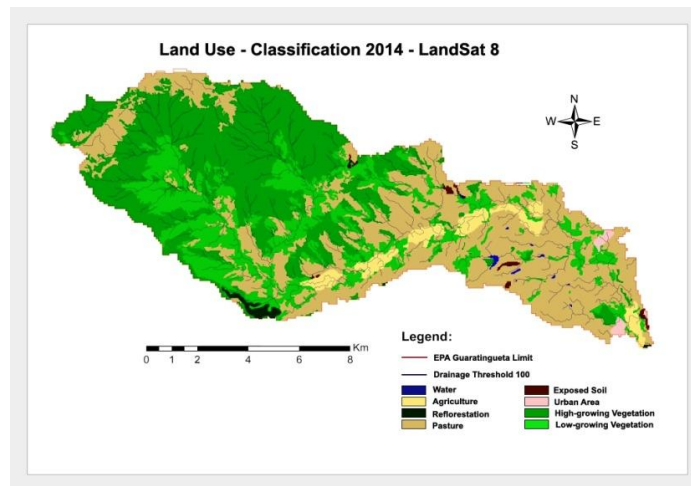 Land Use - Classification 2014 - LandSat 8
N
W E
S
Legend:
Km
0 1 2 4 6 8
EPA Guaratingueta Limit
Drainage Threshold 100
Water
Agriculture
Reflorestation
Pasture
Exposed Soil
Urban Area
High-growing Vegetation
Low-growing Vegetation